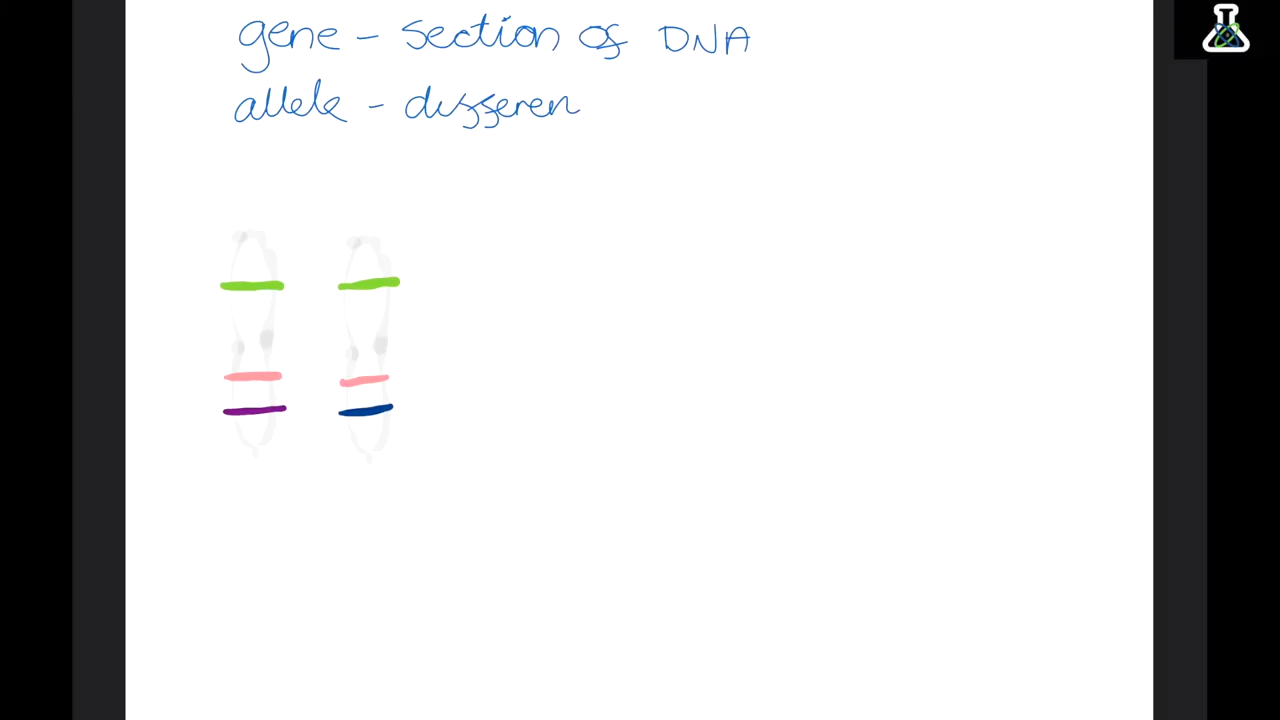 gene - section of DNA
allele - differen